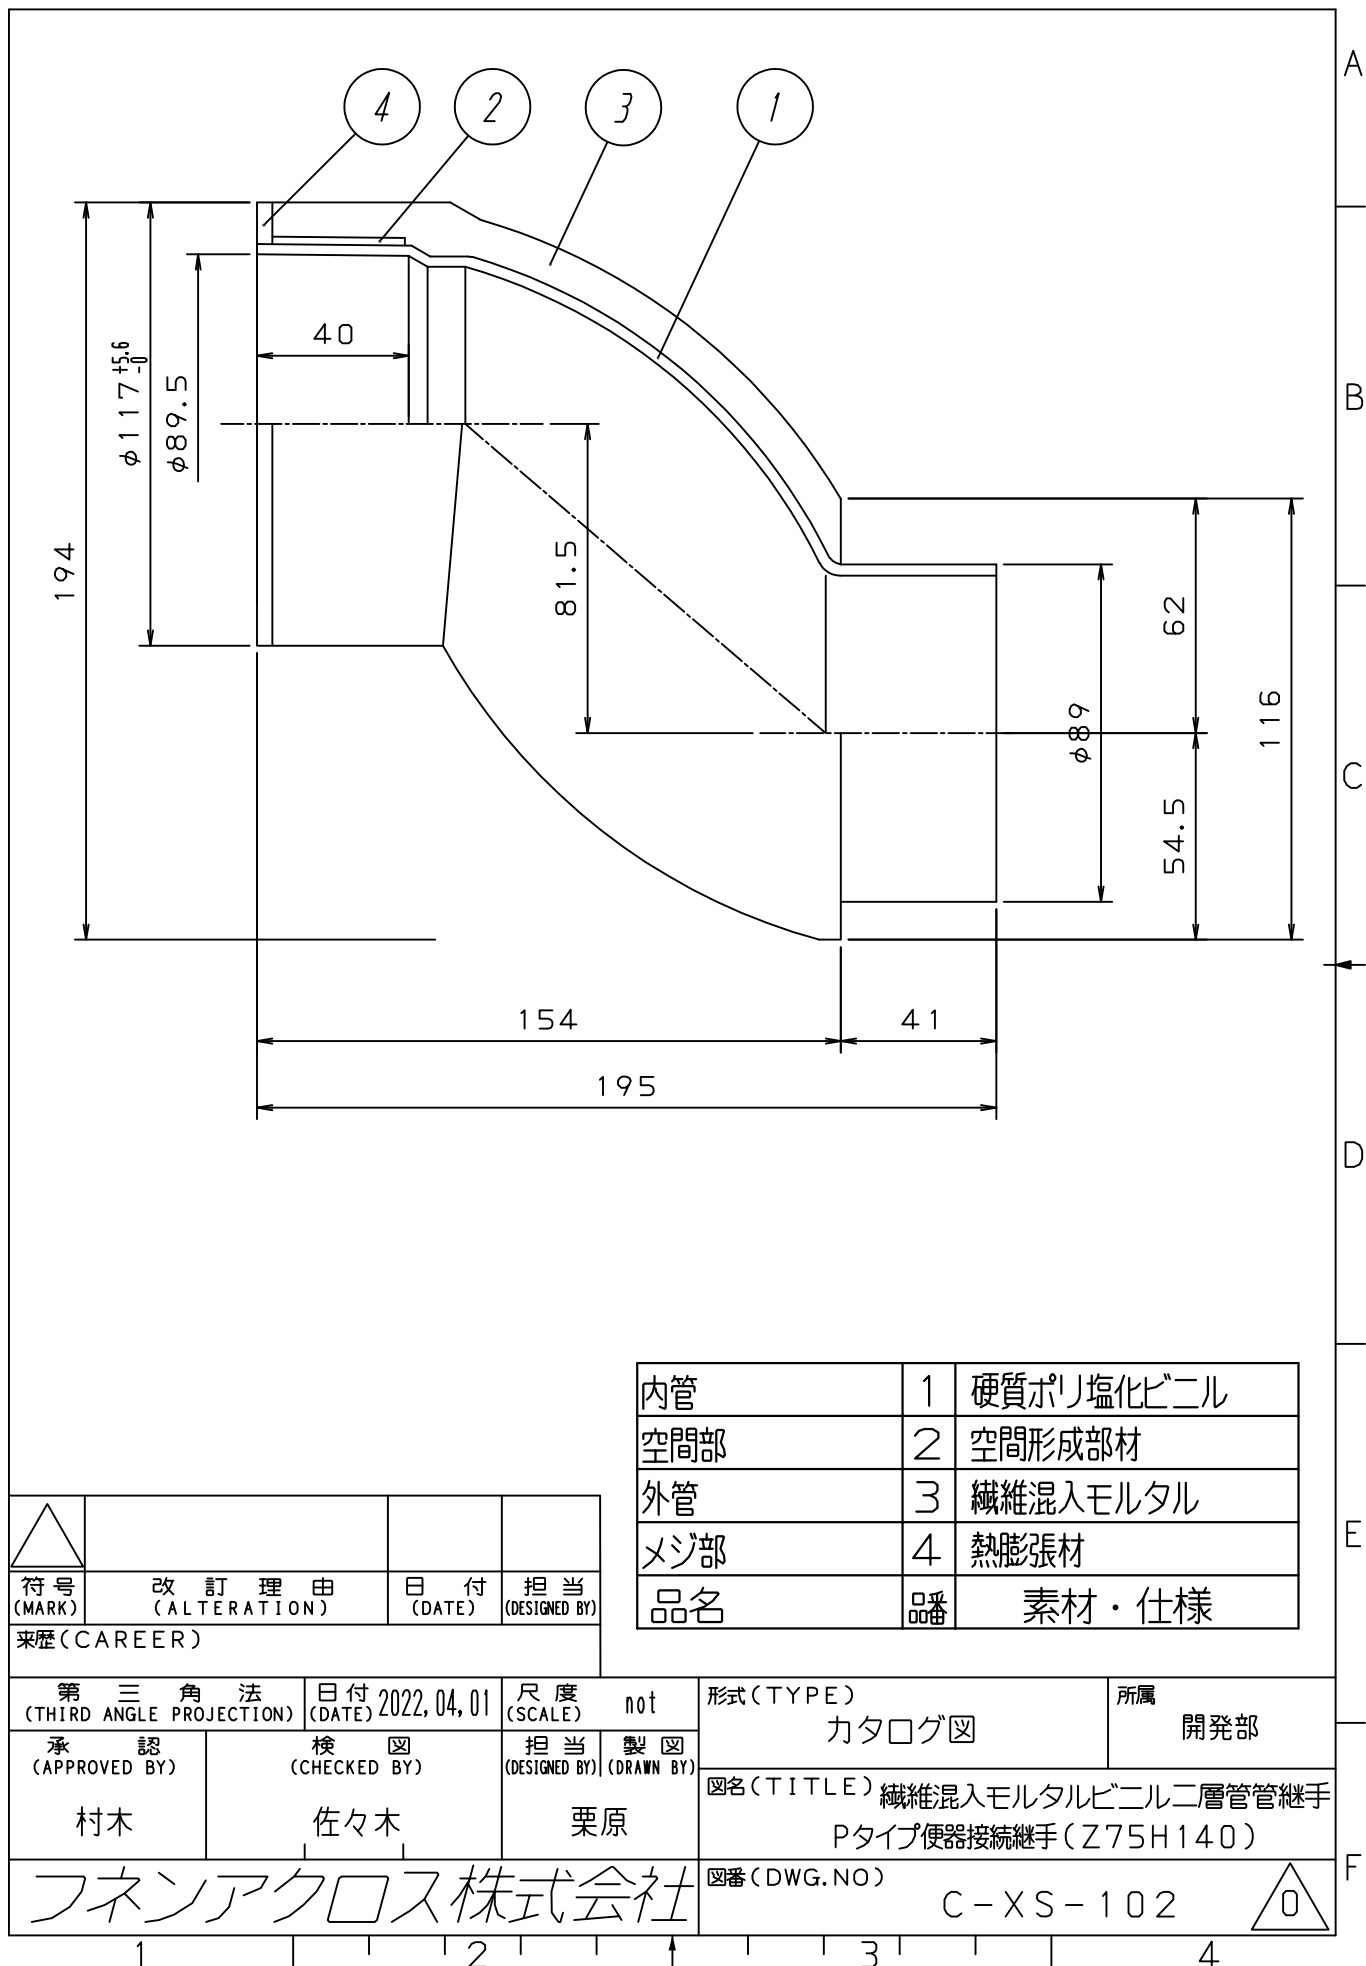 A
4
2
3
1
40
φ117 +5.6 -0
φ89.5
B
194
81.5
62
φ89
116
54.5
C
154
41
195
D
内管 1 硬質ポリ塩化ビニル
空間部 2 空間形成部材
外管 3 繊維混入モルタル
メジ部 4 熱膨張材
品名 品番 素材・仕様
E
符号 改訂理由 日付 担当
(MARK) (ALTERATION) (DATE) (DESIGNED BY)
来歴(CAREER)
第三角法 日付 2022,04,01 尺度 not
(THIRD ANGLE PROJECTION) (DATE) (SCALE)
形式(TYPE) 所属
カタログ図 開発部
承認 検図 担当 製図
(APPROVED BY) (CHECKED BY) (DESIGNED BY) (DRAWN BY)
村木 佐々木 栗原
図名(TITLE) 繊維混入モルタルビニル二層管管継手
Pタイプ便器接続継手(Z75H140)
フネンアクロス株式会社
図番(DWG.NO)
C-XS-102 0
F
1 2 3 4